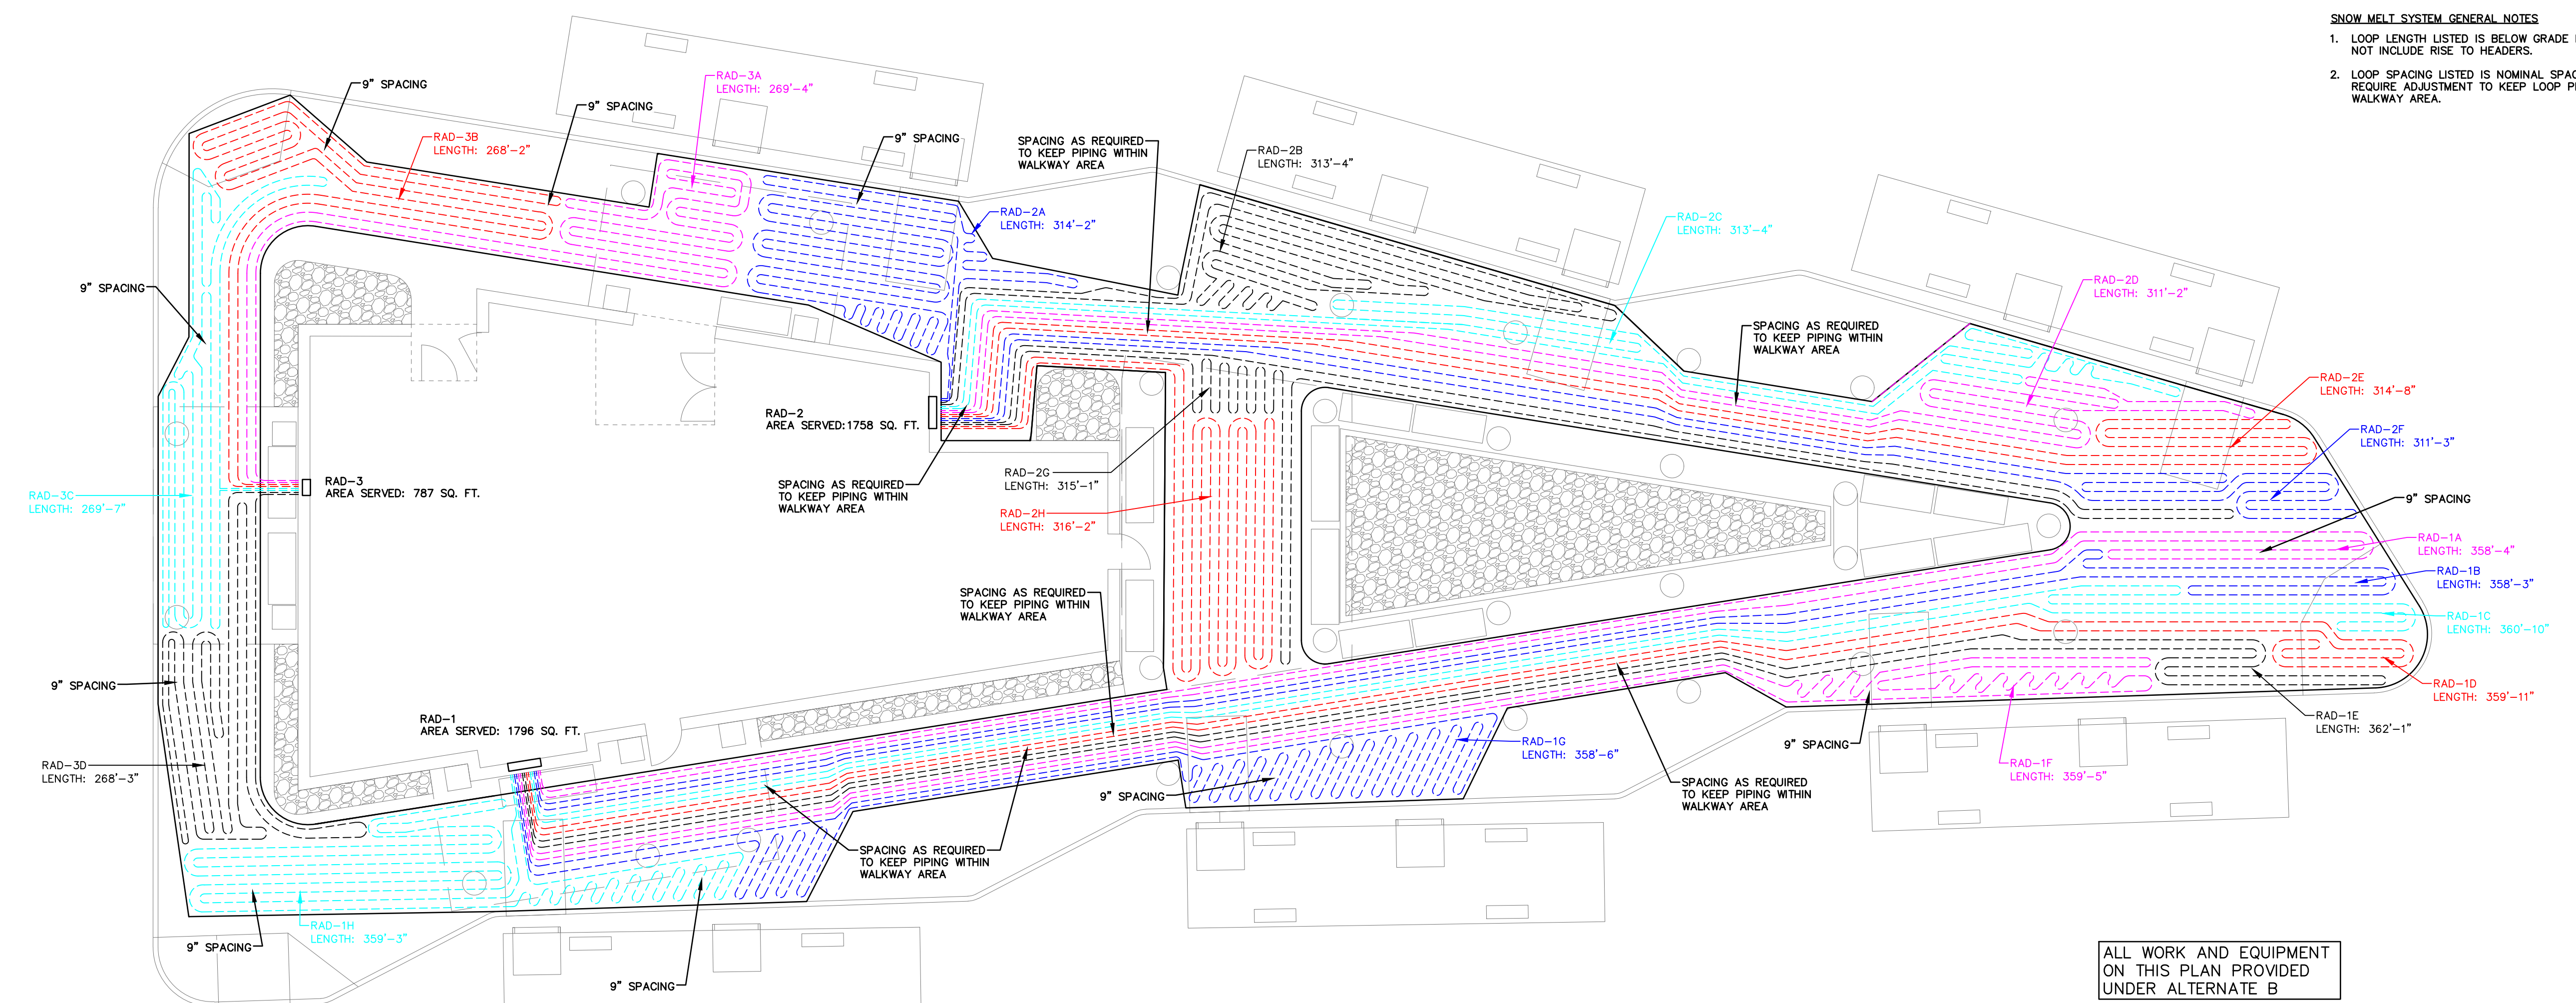 SNOW MELT SYSTEM GENERAL NOTES
1. LOOP LENGTH LISTED IS BELOW GRADE
NOT INCLUDE RISE TO HEADERS.
2. LOOP SPACING LISTED IS NOMINAL
REQUIRE ADJUSTMENT TO KEEP LOOP
WALKWAY AREA.
9" SPACING
RAD-3A
LENGTH: 269'-4"
9" SPACING
RAD-3B
LENGTH: 268'-2"
9" SPACING
SPACING AS REQUIRED
TO KEEP PIPING WITHIN
WALKWAY AREA
RAD-2B
LENGTH: 313'-4"
RAD-2A
LENGTH: 314'-2"
RAD-2C
LENGTH: 313'-4"
9" SPACING
RAD-2D
LENGTH: 311'-2"
SPACING AS REQUIRED
TO KEEP PIPING WITHIN
WALKWAY AREA
RAD-2E
LENGTH: 314'-8"
RAD-2
AREA SERVED:1758 SQ. FT.
RAD-2F
LENGTH: 311'-3"
RAD-3
AREA SERVED: 787 SQ. FT.
RAD-2G
LENGTH: 315'-1"
SPACING AS REQUIRED
TO KEEP PIPING WITHIN
WALKWAY AREA
RAD-3C
LENGTH: 269'-7"
9" SPACING
RAD-2H
LENGTH: 316'-2"
RAD-1A
LENGTH: 358'-4"
RAD-1B
LENGTH: 358'-3"
SPACING AS REQUIRED
TO KEEP PIPING WITHIN
WALKWAY AREA
RAD-1C
LENGTH: 360'-10"
9" SPACING
RAD-1D
LENGTH: 359'-11"
RAD-1
AREA SERVED: 1796 SQ. FT.
RAD-1E
LENGTH: 362'-1"
RAD-1G
LENGTH: 358'-6"
9" SPACING
RAD-3D
LENGTH: 268'-3"
RAD-1F
LENGTH: 359'-5"
SPACING AS REQUIRED
TO KEEP PIPING WITHIN
WALKWAY AREA
9" SPACING
SPACING AS REQUIRED
TO KEEP PIPING WITHIN
WALKWAY AREA
RAD-1H
LENGTH: 359'-3"
9" SPACING
9" SPACING
ALL WORK AND EQUIPMENT
ON THIS PLAN PROVIDED
UNDER ALTERNATE B